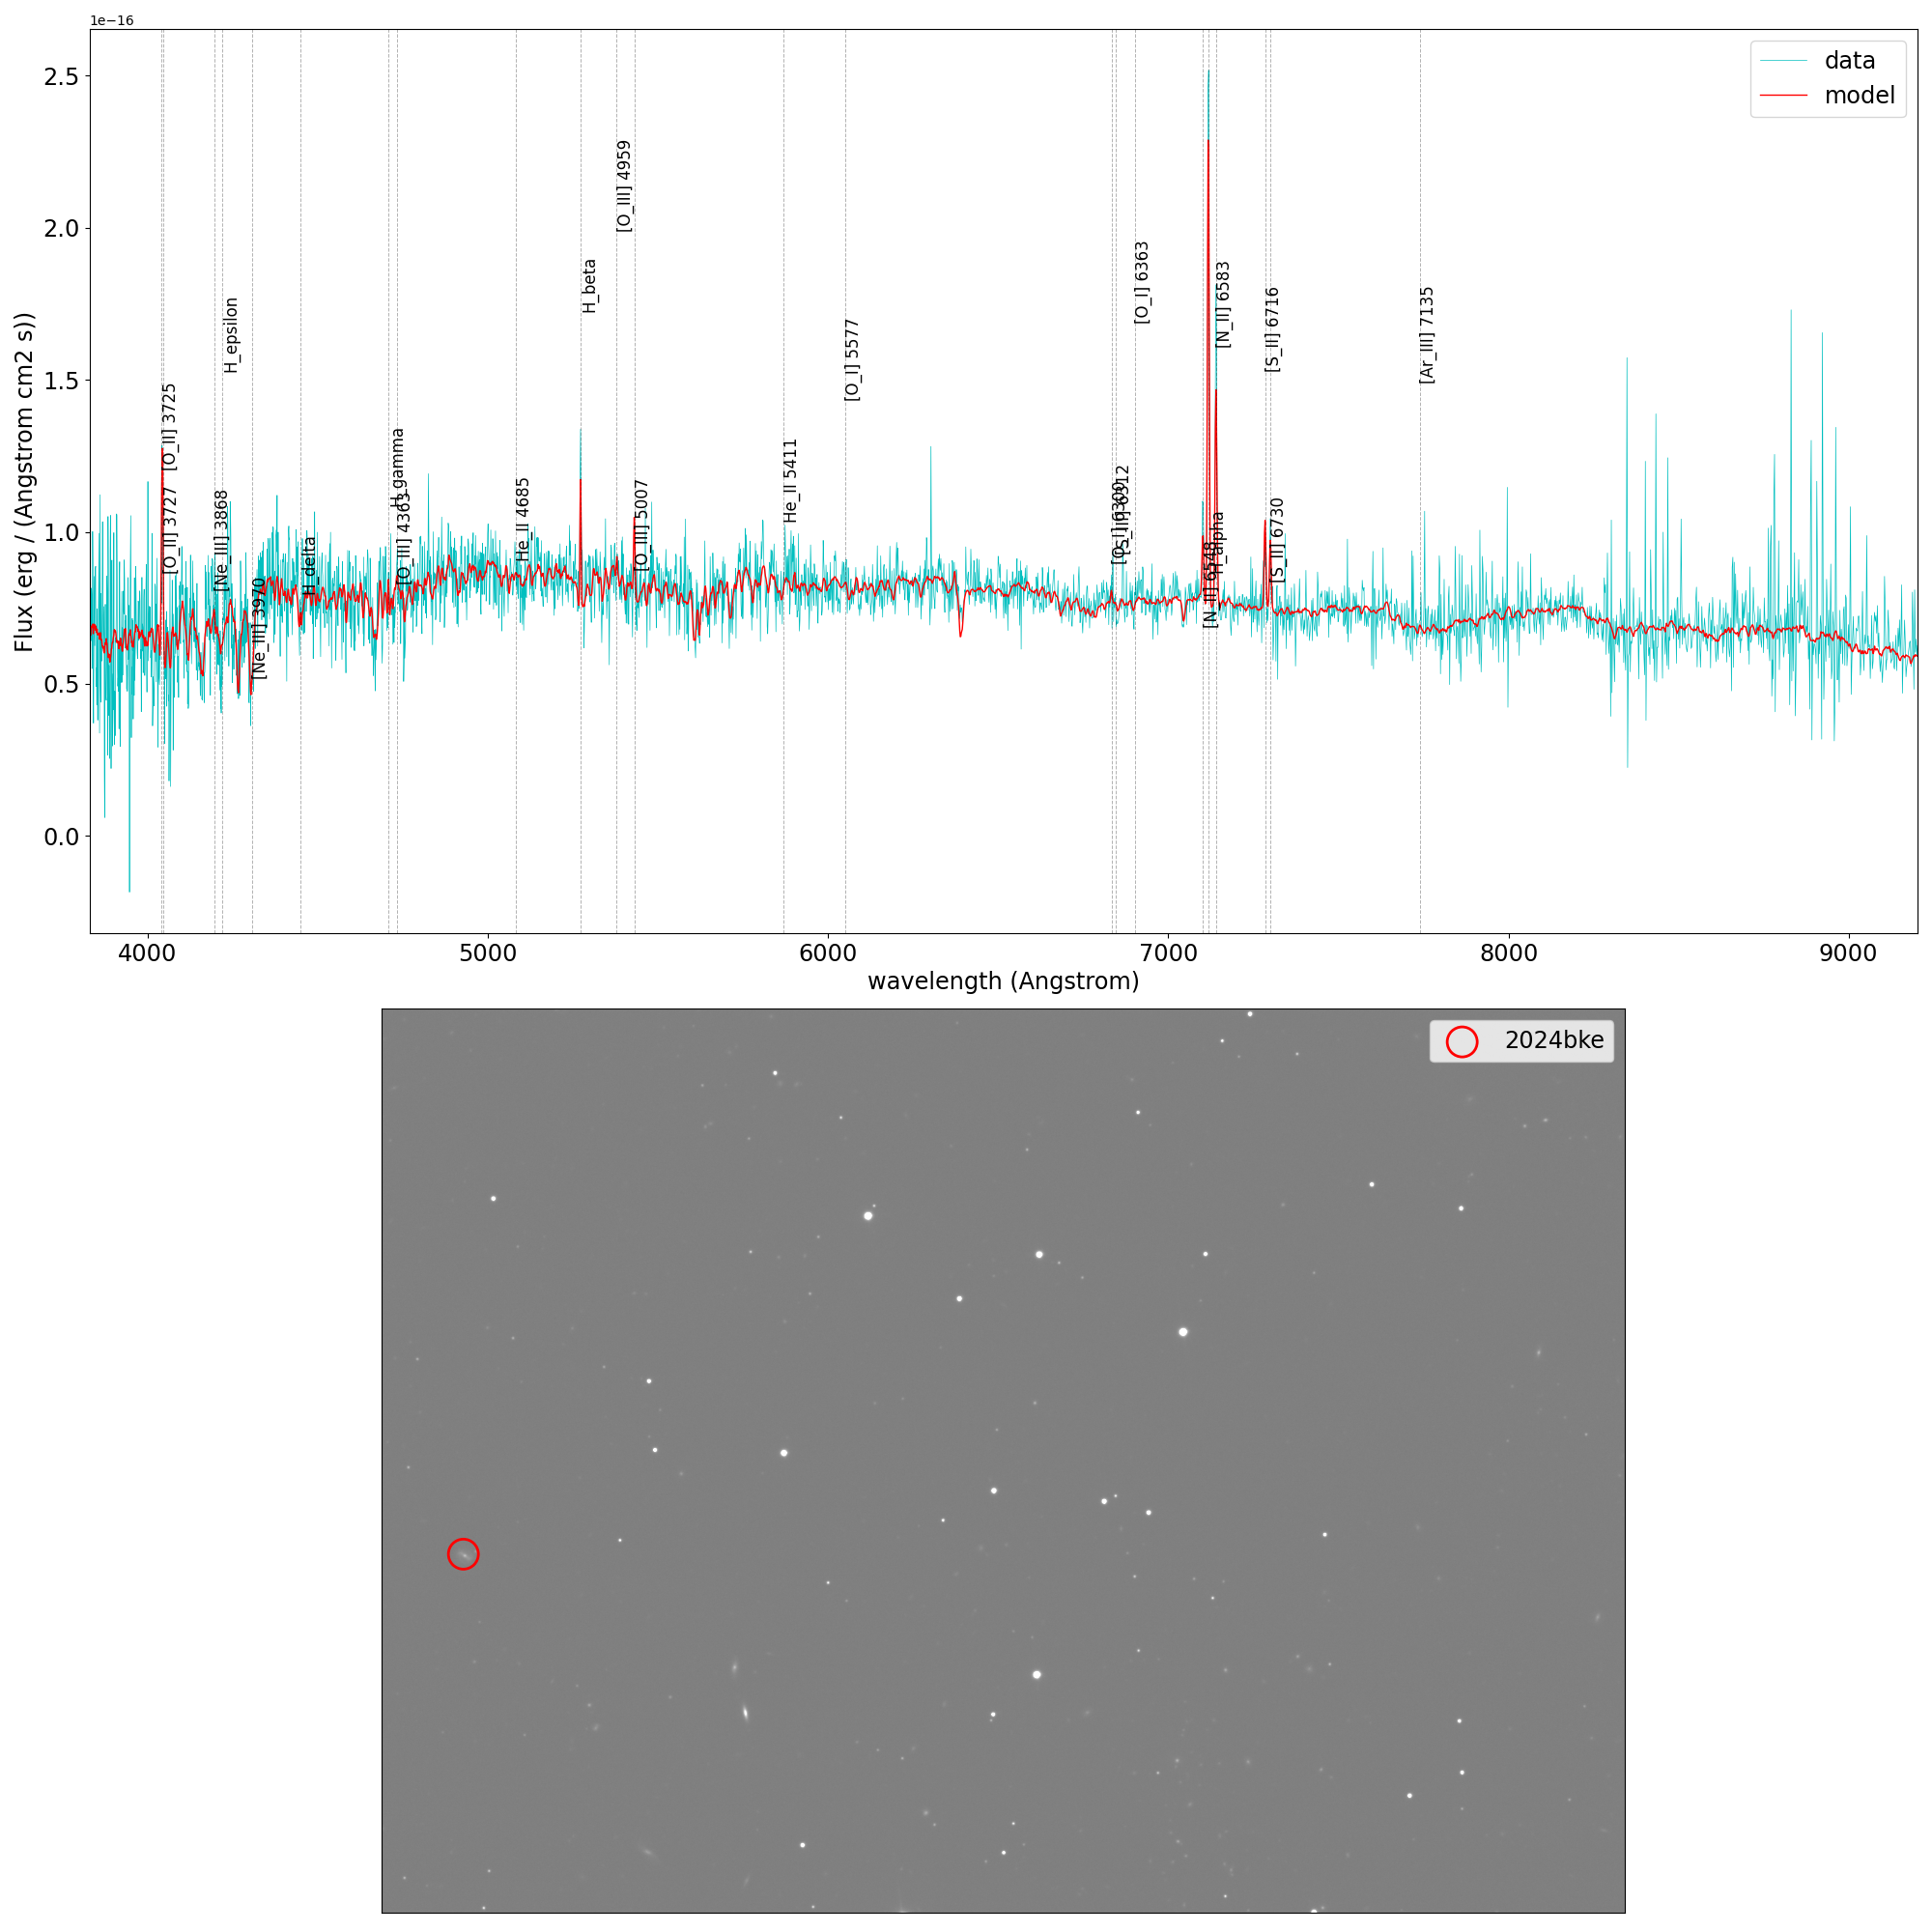 1e−16
data
model
2.5
2.0
1.5
1.0
0.5
0.0
Flux (erg / (Angstrom cm2 s))
[O_II] 3725
[O_II] 3727
[Ne_III] 3868
H_epsilon
[Ne_III] 3970
H_delta
H_gamma
[O_III] 4363
He_II 4685
H_beta
[O_III] 4959
[O_III] 5007
He_II 5411
[O_I] 5577
[O_I] 6300
[S_III] 6312
[O_I] 6363
[N_II] 6548
H_alpha
[N_II] 6583
[S_II] 6716
[S_II] 6730
[Ar_III] 7135
4000
5000
6000
7000
8000
9000
wavelength (Angstrom)
2024bke